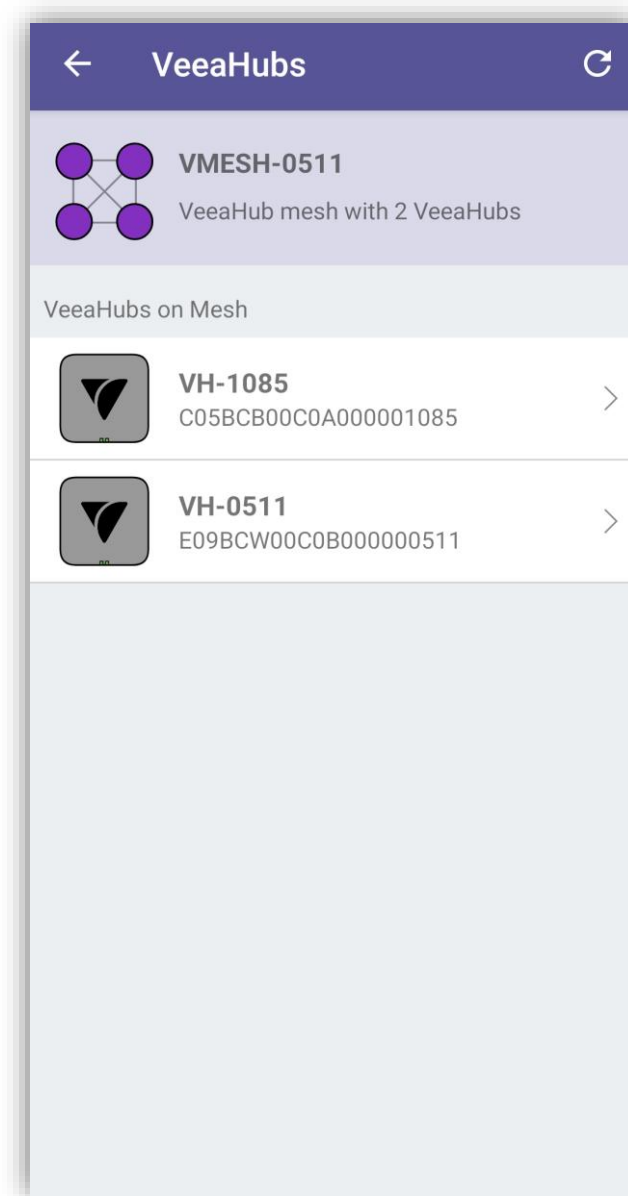 VeeaHubs
VMESH-0511
VeeaHub mesh with 2 VeeaHubs
VeeaHubs on Mesh
VH-1085
C05BCB00C0A000001085
VH-0511
E09BCW00C0B000000511